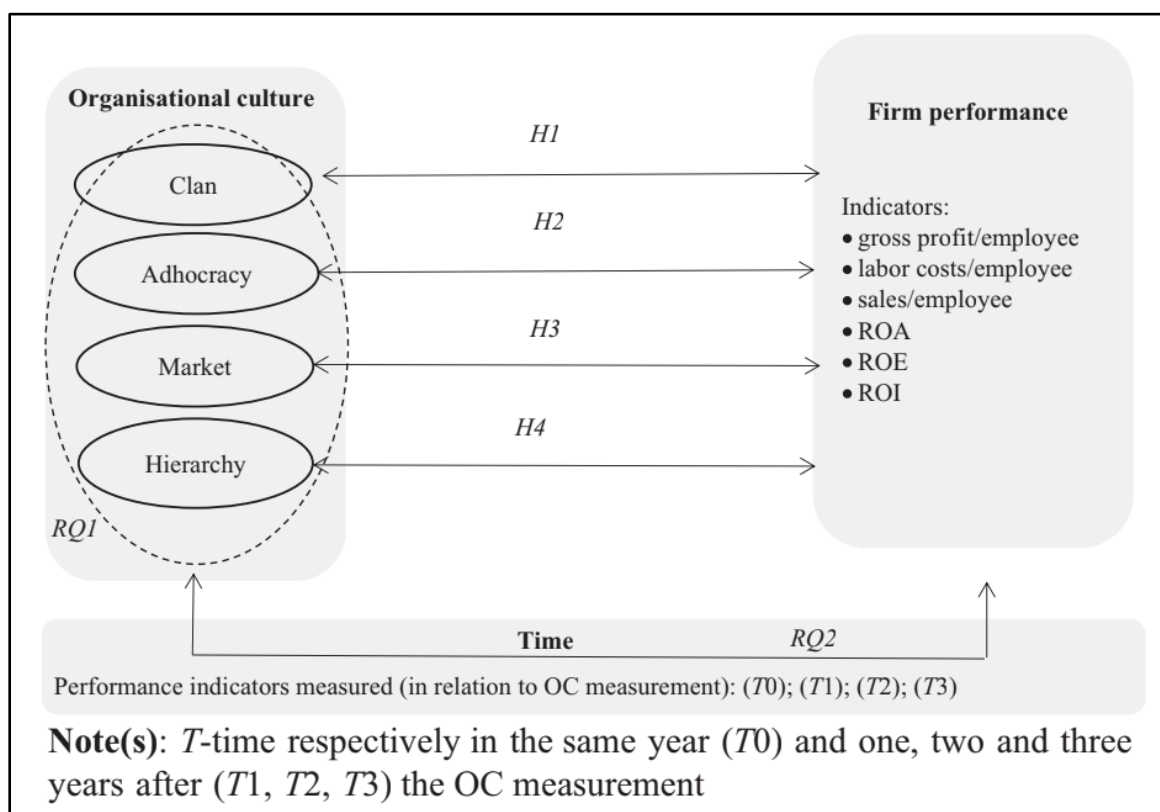 Organisational culture
Clan
Adhocracy
Market
Hierarchy
RQ1
H1
H2
H3
H4
Firm performance
Indicators:
• gross profit/employee
• labor costs/employee
• sales/employee
• ROA
• ROE
• ROI
Time
RQ2
Performance indicators measured (in relation to OC measurement): (T0); (T1); (T2); (T3)
Note(s): T-time respectively in the same year (T0) and one, two and three
years after (T1, T2, T3) the OC measurement